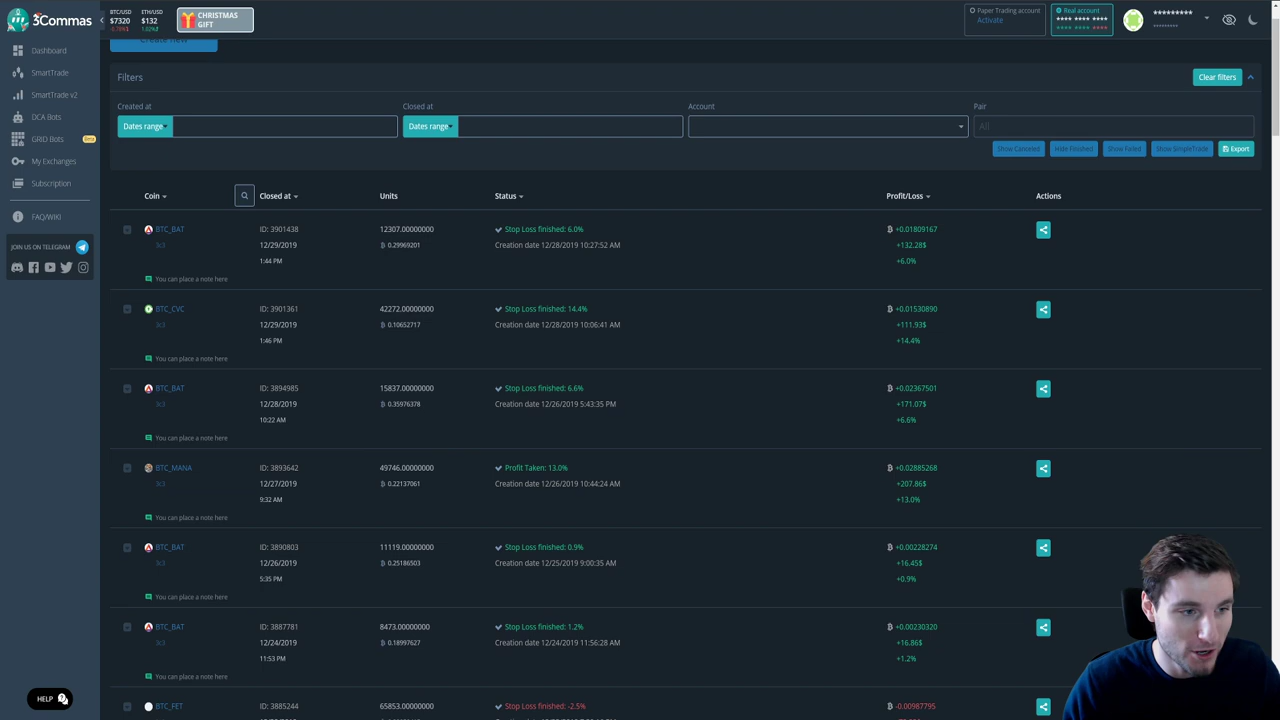 3Commas
BTC/USD
$7320
-0.76%
ETH/USD
$132
1.02%
CHRISTMAS
GIFT
Paper Trading account
Activate
Real account
**** **** ****
**** **** ****
*********
*********
Dashboard
SmartTrade
SmartTrade v2
DCA Bots
GRID Bots
Beta
My Exchanges
Subscription
FAQ/WIKI
JOIN US ON TELEGRAM
HELP
Create new
Filters
Clear filters
Created at
Closed at
Account
Pair
Dates range
Dates range
All
Show Canceled
Hide Finished
Show Failed
Show SimpleTrade
Export
Coin
Closed at
Units
Status
Profit/Loss
Actions
BTC_BAT
ID: 3901438
12307.00000000
Stop Loss finished: 6.0%
+0.01809167
3c3
12/29/2019
0.29969201
Creation date 12/28/2019 10:27:52 AM
+132.28$
1:44 PM
+6.0%
You can place a note here
BTC_CVC
ID: 3901361
42272.00000000
Stop Loss finished: 14.4%
+0.01530890
3c3
12/29/2019
0.10652717
Creation date 12/28/2019 10:06:41 AM
+111.93$
1:46 PM
+14.4%
You can place a note here
BTC_BAT
ID: 3894985
15837.00000000
Stop Loss finished: 6.6%
+0.02367501
3c3
12/28/2019
0.35976378
Creation date 12/26/2019 5:43:35 PM
+171.07$
10:22 AM
+6.6%
You can place a note here
BTC_MANA
ID: 3893642
49746.00000000
Profit Taken: 13.0%
+0.02885268
3c3
12/27/2019
0.22137061
Creation date 12/26/2019 10:44:24 AM
+207.86$
9:32 AM
+13.0%
You can place a note here
BTC_BAT
ID: 3890803
11119.00000000
Stop Loss finished: 0.9%
+0.00228274
3c3
12/26/2019
0.25186503
Creation date 12/25/2019 9:00:35 AM
+16.45$
5:35 PM
+0.9%
You can place a note here
BTC_BAT
ID: 3887781
8473.00000000
Stop Loss finished: 1.2%
+0.00230320
3c3
12/24/2019
0.18997627
Creation date 12/24/2019 11:56:28 AM
+16.86$
11:53 PM
+1.2%
You can place a note here
BTC_FET
ID: 3885244
65853.00000000
Stop Loss finished: -2.5%
-0.00987795